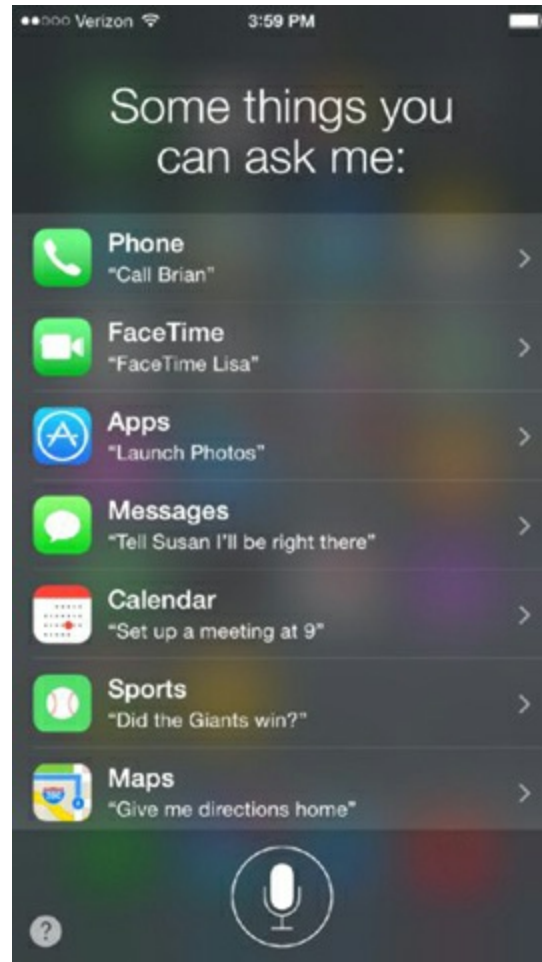 Verizon 3:59 PM
Some things you
can ask me:
Phone
“Call Brian”
FaceTime
“FaceTime Lisa”
Apps
“Launch Photos”
Messages
“Tell Susan I'll be right there”
Calendar
“Set up a meeting at 9”
Sports
“Did the Giants win?”
Maps
“Give me directions home”
?